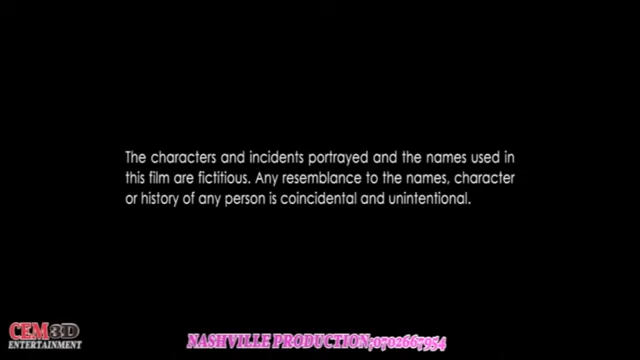 The characters and incidents portrayed and the names used in
this film are fictitious. Any resemblance to the names, character
or history of any person is coincidental and unintentional.
CEM3D
ENTERTAINMENT
NASHVILLE PRODUCTION;0702667954